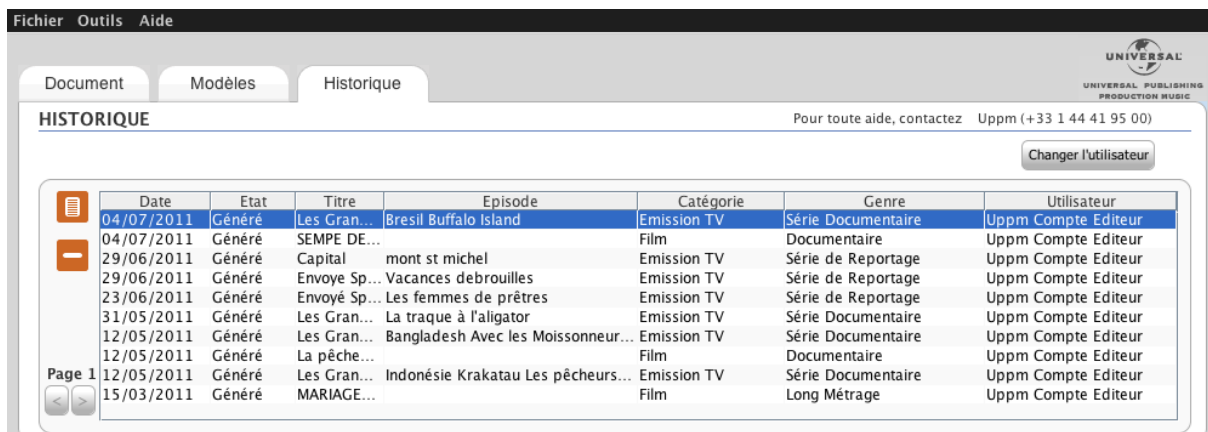 Fichier Outils Aide
UNIVERSAL
UNIVERSAL PUBLISHING
PRODUCTION MUSIC
Document Modèles Historique
HISTORIQUE Pour toute aide, contactez Uppm (+33 1 44 41 95 00)
Changer l'utilisateur
Date Etat Titre Episode Catégorie Genre Utilisateur
04/07/2011 Généré Les Gran... Bresil Buffalo Island Emission TV Série Documentaire Uppm Compte Editeur
04/07/2011 Généré SEMPE DE... Film Documentaire Uppm Compte Editeur
29/06/2011 Généré Capital mont st michel Emission TV Série de Reportage Uppm Compte Editeur
29/06/2011 Généré Envoye Sp... Vacances debrouilles Emission TV Série de Reportage Uppm Compte Editeur
23/06/2011 Généré Envoyé Sp... Les femmes de prêtres Emission TV Série de Reportage Uppm Compte Editeur
31/05/2011 Généré Les Gran... La traque à l'aligator Emission TV Série Documentaire Uppm Compte Editeur
12/05/2011 Généré Les Gran... Bangladesh Avec les Moissonneur... Emission TV Série Documentaire Uppm Compte Editeur
12/05/2011 Généré La pêche... Film Documentaire Uppm Compte Editeur
Page 1 12/05/2011 Généré Les Gran... Indonésie Krakatau Les pêcheurs... Emission TV Série Documentaire Uppm Compte Editeur
< > 15/03/2011 Généré MARIAGE... Film Long Métrage Uppm Compte Editeur